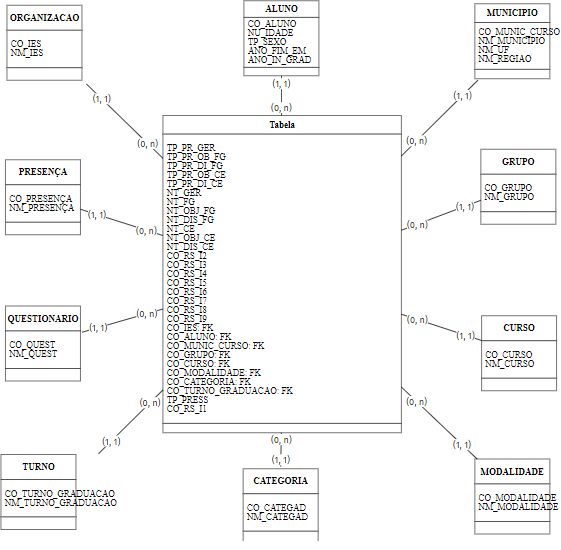 ORGANIZACAO
CO_IES
NM_IES
ALUNO
CO_ALUNO
NU_IDADE
TP_SEXO
ANO_FIM_EM
ANO_IN_GRAD
MUNICIPIO
CO_MUNIC_CURSO
NM_MUNICIPIO
NM_UF
NM_REGIAO
(1, 1)
(1, 1)
(1, 1)
(0, n)
(0, n)
(0, n)
Tabela
TP_PR_GER
TP_PR_OB_FG
TP_PR_DI_FG
TP_PR_OB_CE
TP_PR_DI_CE
NT_GER
NT_FG
NT_OBJ_FG
NT_DIS_FG
NT_CE
NT_OBJ_CE
NT_DIS_CE
CO_RS_I2
CO_RS_I3
CO_RS_I4
CO_RS_I5
CO_RS_I6
CO_RS_I7
CO_RS_I8
CO_RS_I9
CO_IES: FK
CO_ALUNO: FK
CO_MUNIC_CURSO: FK
CO_GRUPO: FK
CO_CURSO: FK
CO_MODALIDADE: FK
CO_CATEGORIA: FK
CO_TURNO_GRADUACAO: FK
TP_PRESS
CO_RS_I1
PRESENÇA
CO_PRESENÇA
NM_PRESENÇA
(1, 1)
(0, n)
GRUPO
CO_GRUPO
NM_GRUPO
(1, 1)
(0, n)
QUESTIONARIO
CO_QUEST
NM_QUEST
(1, 1)
(0, n)
CURSO
CO_CURSO
NM_CURSO
(0, n)
(1, 1)
TURNO
CO_TURNO_GRADUACAO
NM_TURNO_GRADUACAO
(0, n)
(1, 1)
CATEGORIA
CO_CATEGAD
NM_CATEGAD
(0, n)
(1, 1)
MODALIDADE
CO_MODALIDADE
NM_MODALIDADE
(0, n)
(1, 1)